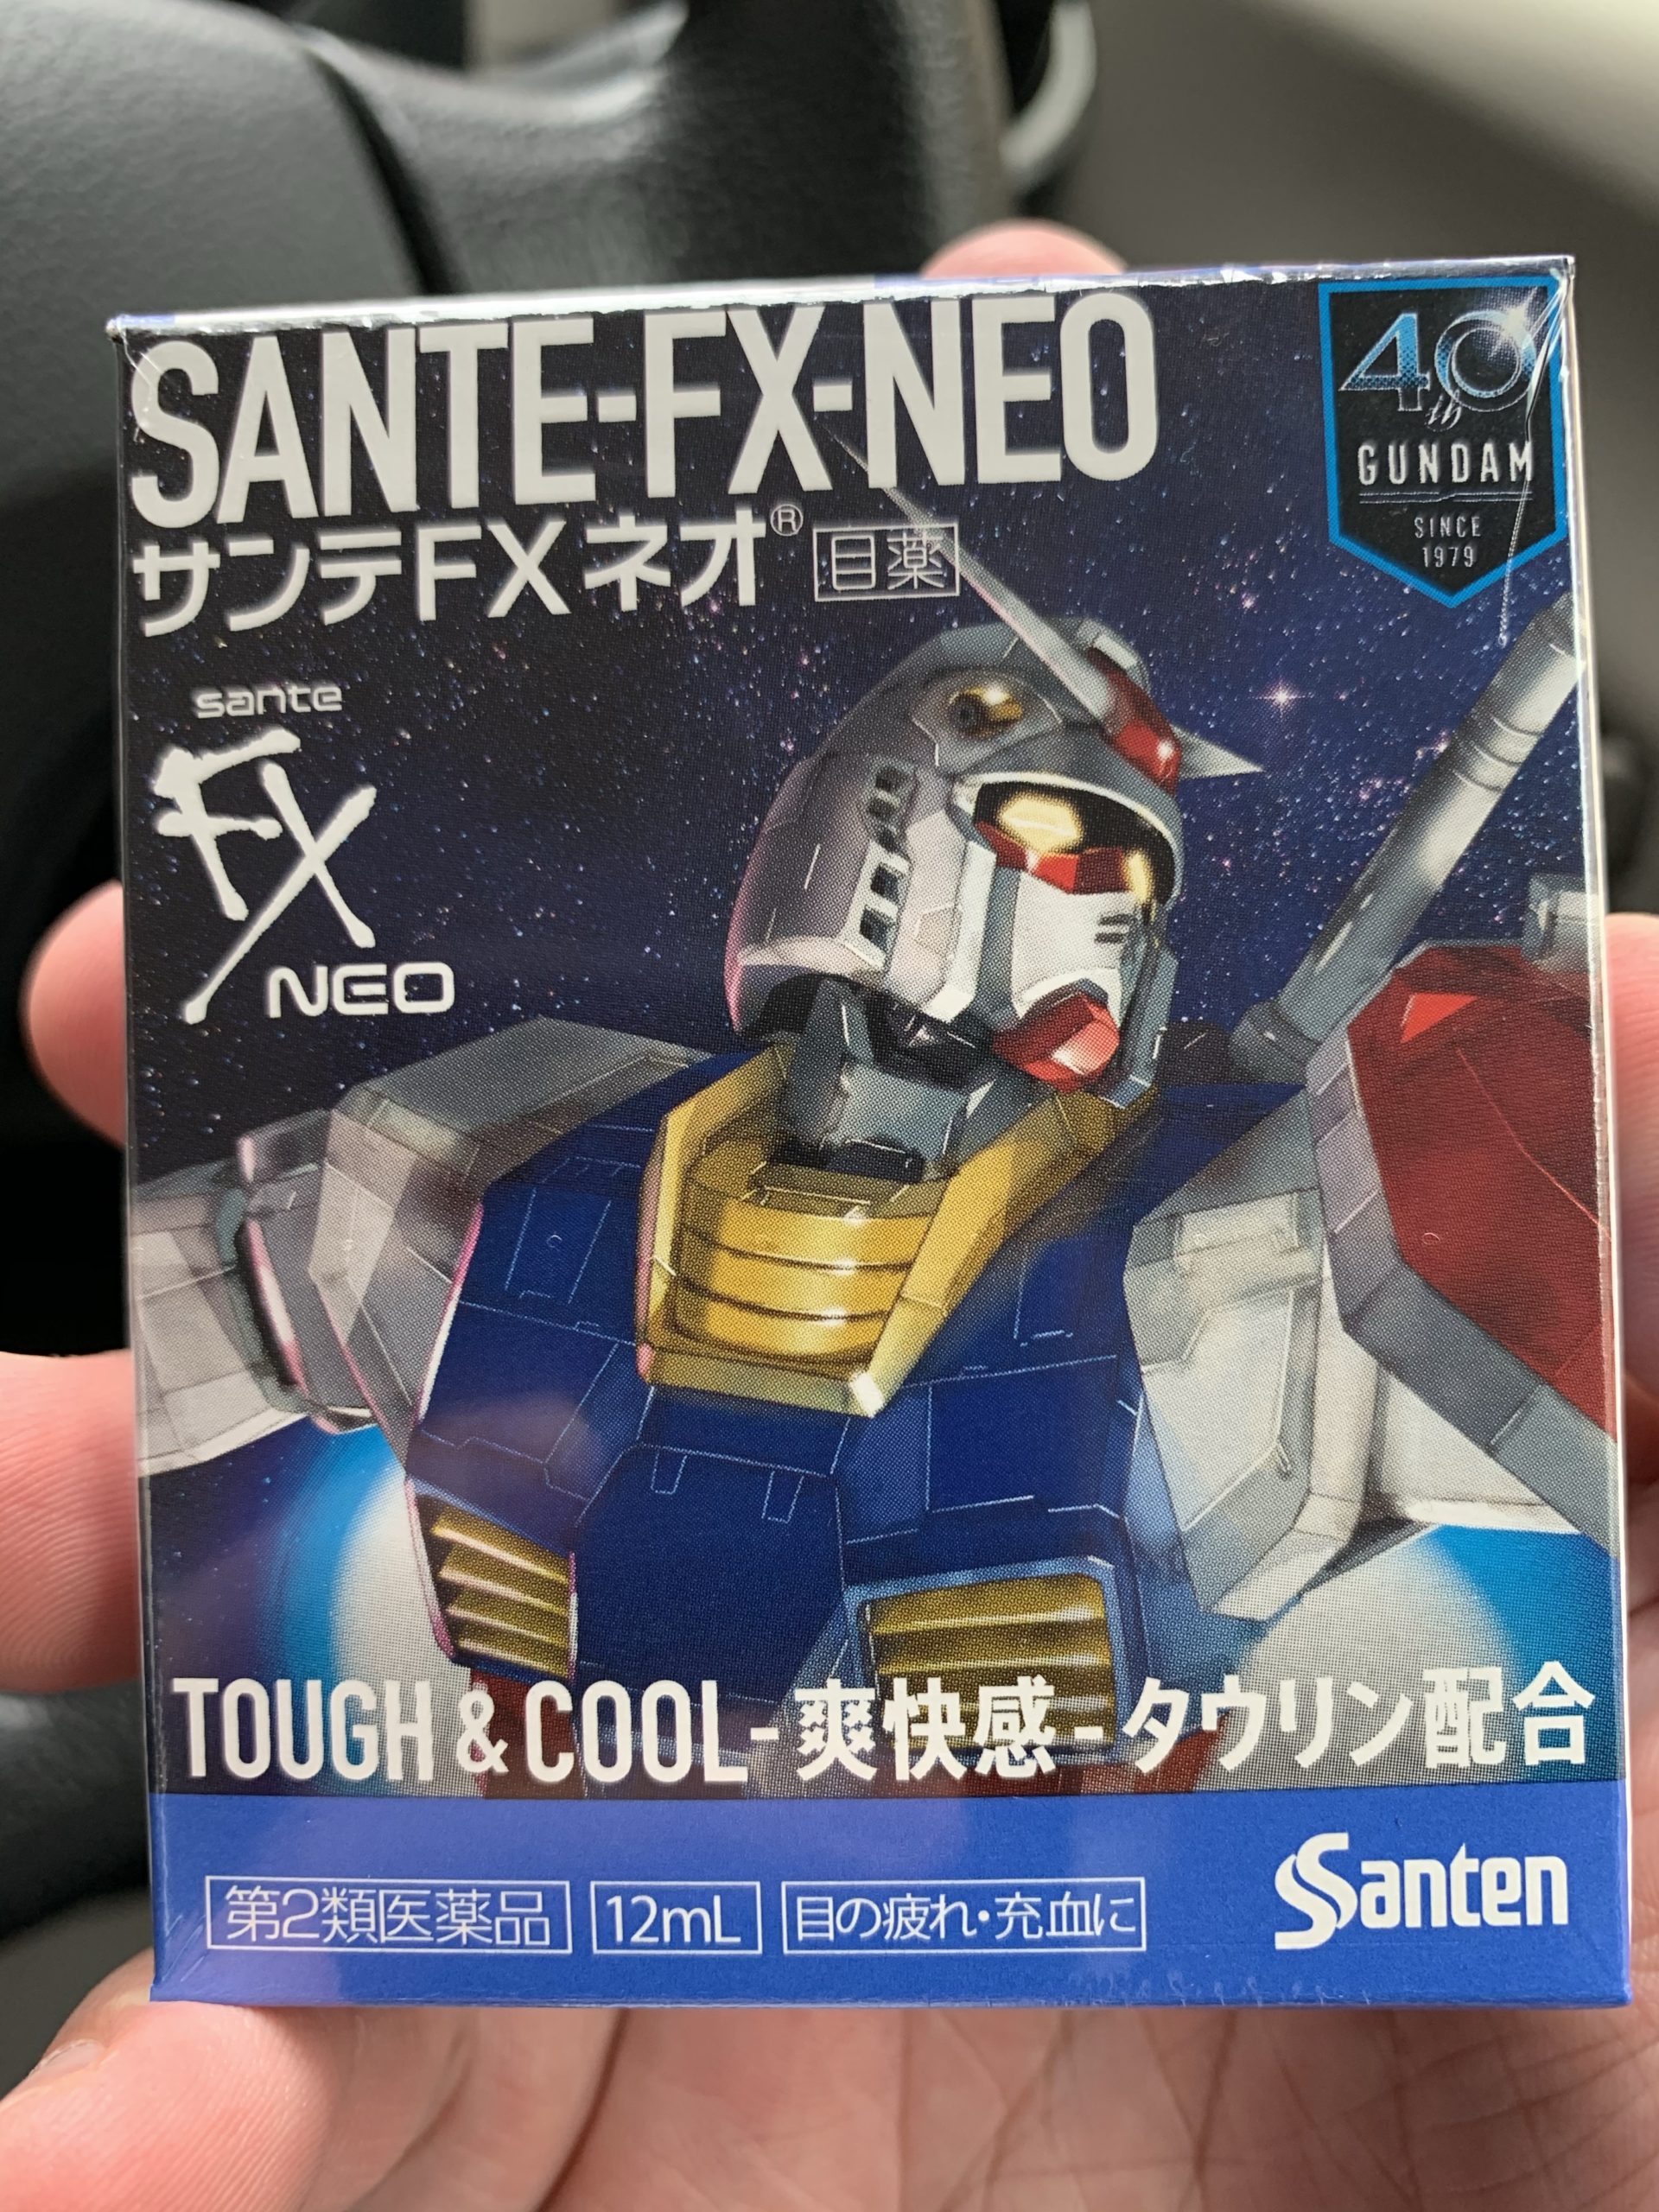 SANTE-FX-NEO
サンテFXネオ® 目薬
40th
GUNDAM
SINCE
1979
sante
FX
NEO
TOUGH & COOL - 爽快感 - タウリン配合
第2類医薬品 12mL 目の疲れ・充血に
Santen